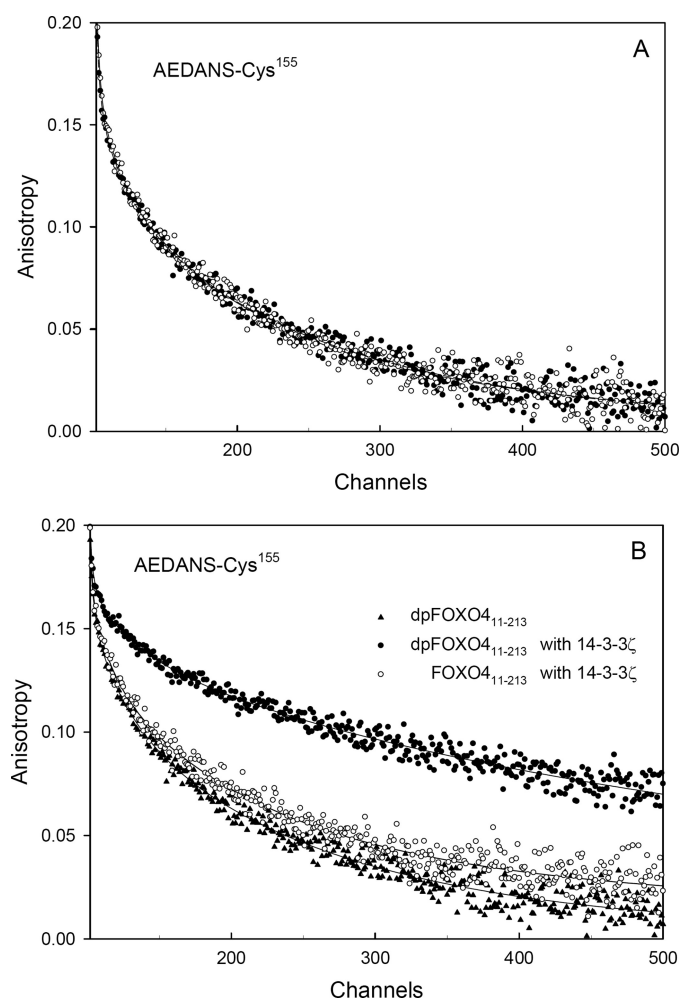 0.20
A
AEDANS-Cys155
0.15
0.10
0.05
0.00
Anisotropy
200 300 400 500
Channels
0.20
B
AEDANS-Cys155
dpFOXO411-213
dpFOXO411-213 with 14-3-3ζ
FOXO411-213 with 14-3-3ζ
0.15
0.10
0.05
0.00
Anisotropy
200 300 400 500
Channels